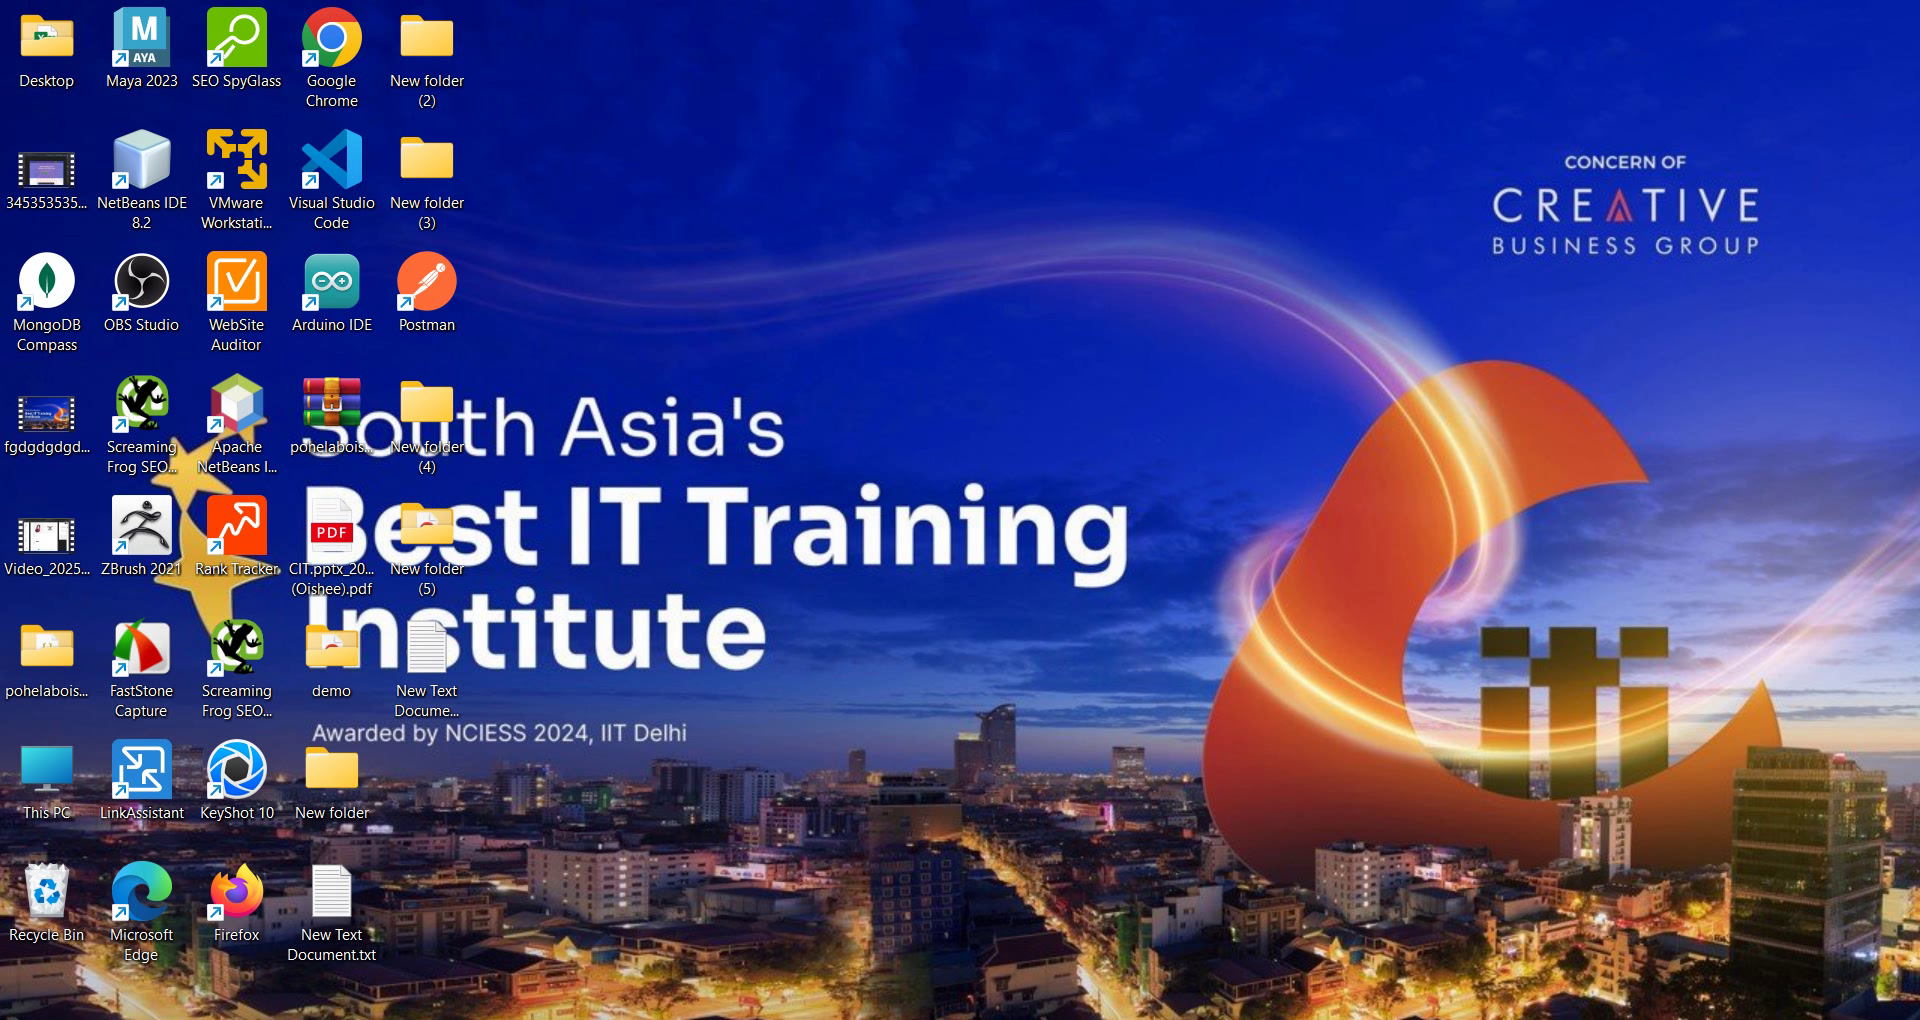 Desktop
Maya 2023
SEO SpyGlass
Google
Chrome
New folder
(2)
345353535...
NetBeans IDE
8.2
VMware
Workstati...
Visual Studio
Code
New folder
(3)
MongoDB
Compass
OBS Studio
WebSite
Auditor
Arduino IDE
Postman
fgdgdgdgd...
Screaming
Frog SEO...
Apache
NetBeans I...
pohelabois...
New folder
(4)
Video_2025...
ZBrush 2021
Rank Tracker
CIT.pptx_20...
(Oishee).pdf
New folder
(5)
pohelabois...
FastStone
Capture
Screaming
Frog SEO...
demo
New Text
Docume...
This PC
LinkAssistant
KeyShot 10
New folder
Recycle Bin
Microsoft
Edge
Firefox
New Text
Document.txt
M
AYA
PDF
CONCERN OF
CREATIVE
BUSINESS GROUP
South Asia's
Best IT Training
Institute
Awarded by NCIESS 2024, IIT Delhi
iti